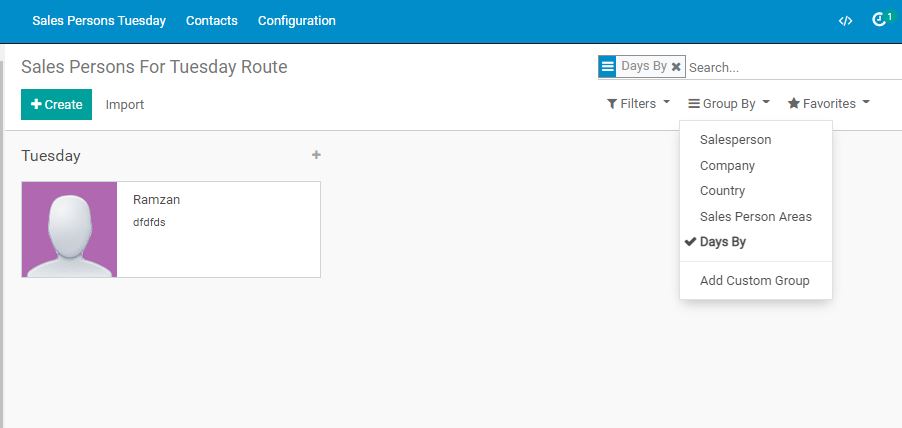 Sales Persons Tuesday Contacts Configuration
</> 1
Sales Persons For Tuesday Route
Days By Search...
Create Import
Filters Group By Favorites
Salesperson
Company
Country
Sales Person Areas
Days By
Add Custom Group
Tuesday
Ramzan
dfdfds